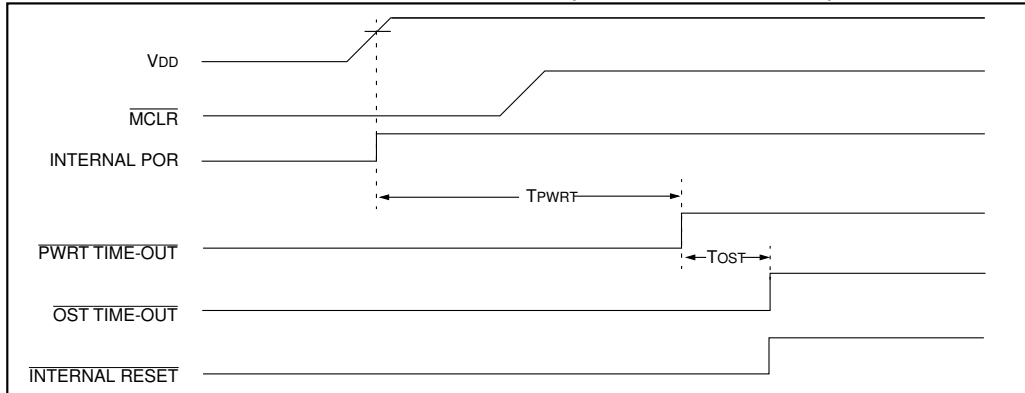 VDD
MCLR
INTERNAL POR
TPWRT
PWRT TIME-OUT
TOST
OST TIME-OUT
INTERNAL RESET